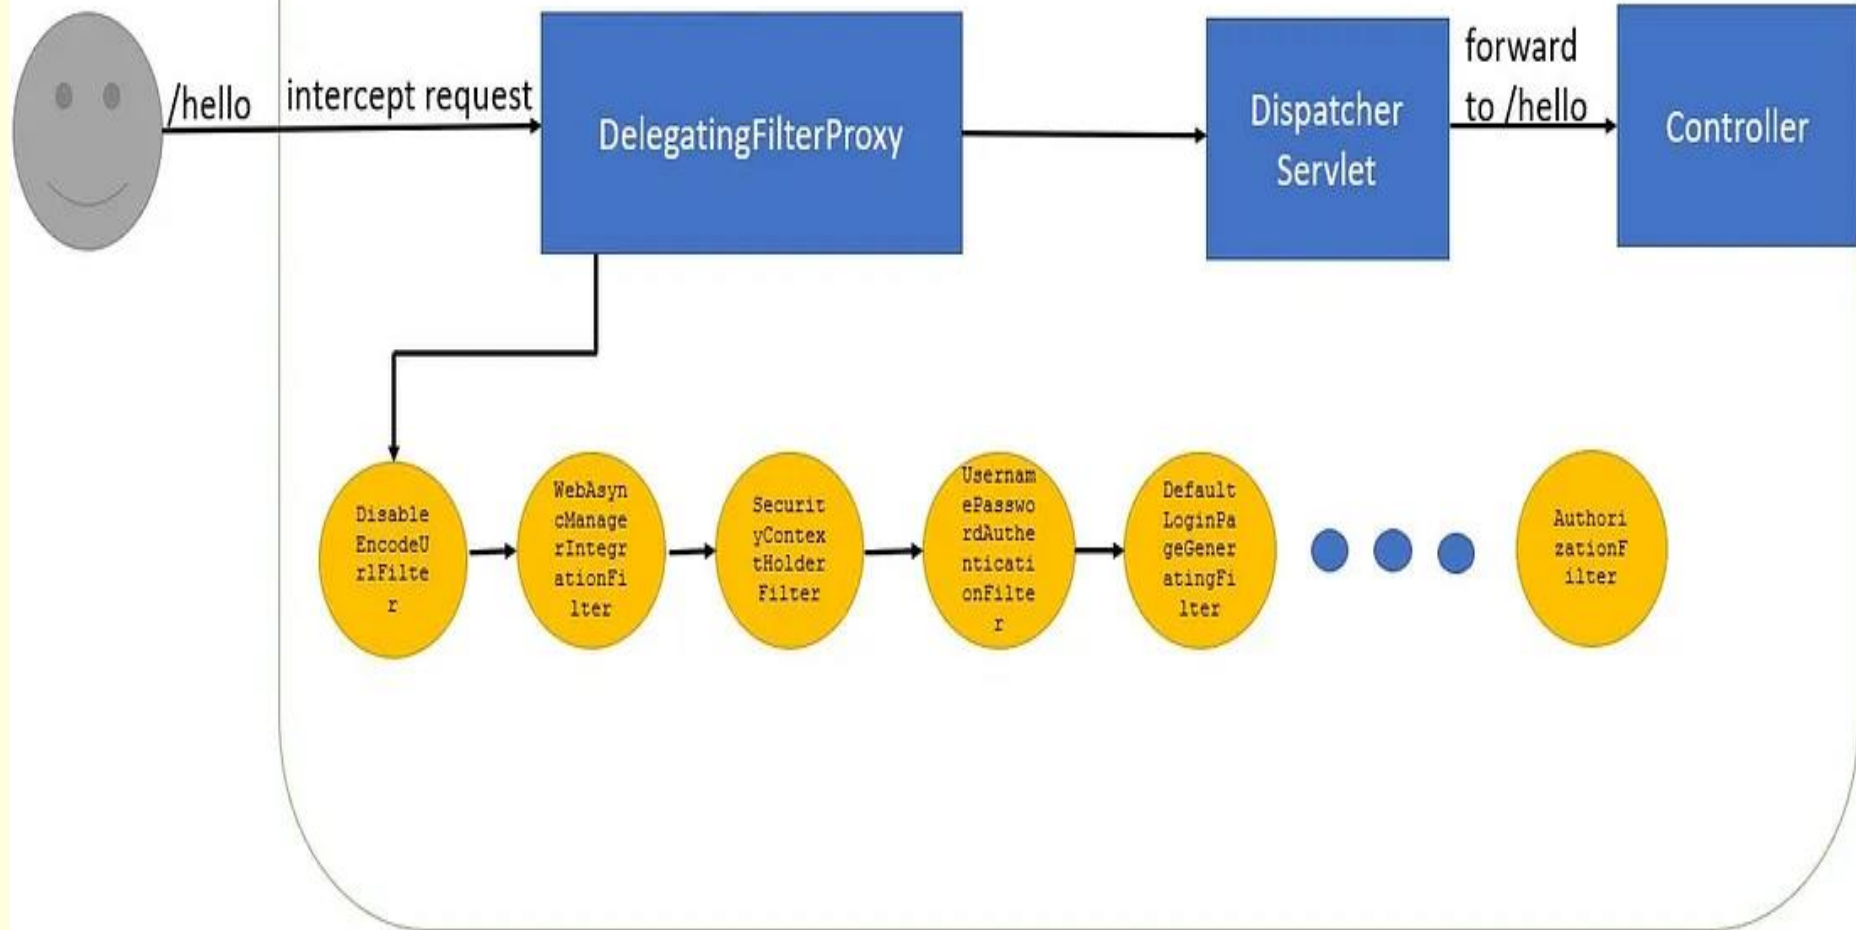 /hello
intercept request
DelegatingFilterProxy
Dispatcher
Servlet
forward
to /hello
Controller
Disable
EncodeU
rlFilte
r
WebAsyn
cManage
rIntegr
ationFi
lter
Securit
yContex
tHolder
Filter
Usernam
ePasswo
rdAuthe
nticati
onFilte
r
Default
LoginPa
geGener
atingFi
lter
Authori
zationF
ilter